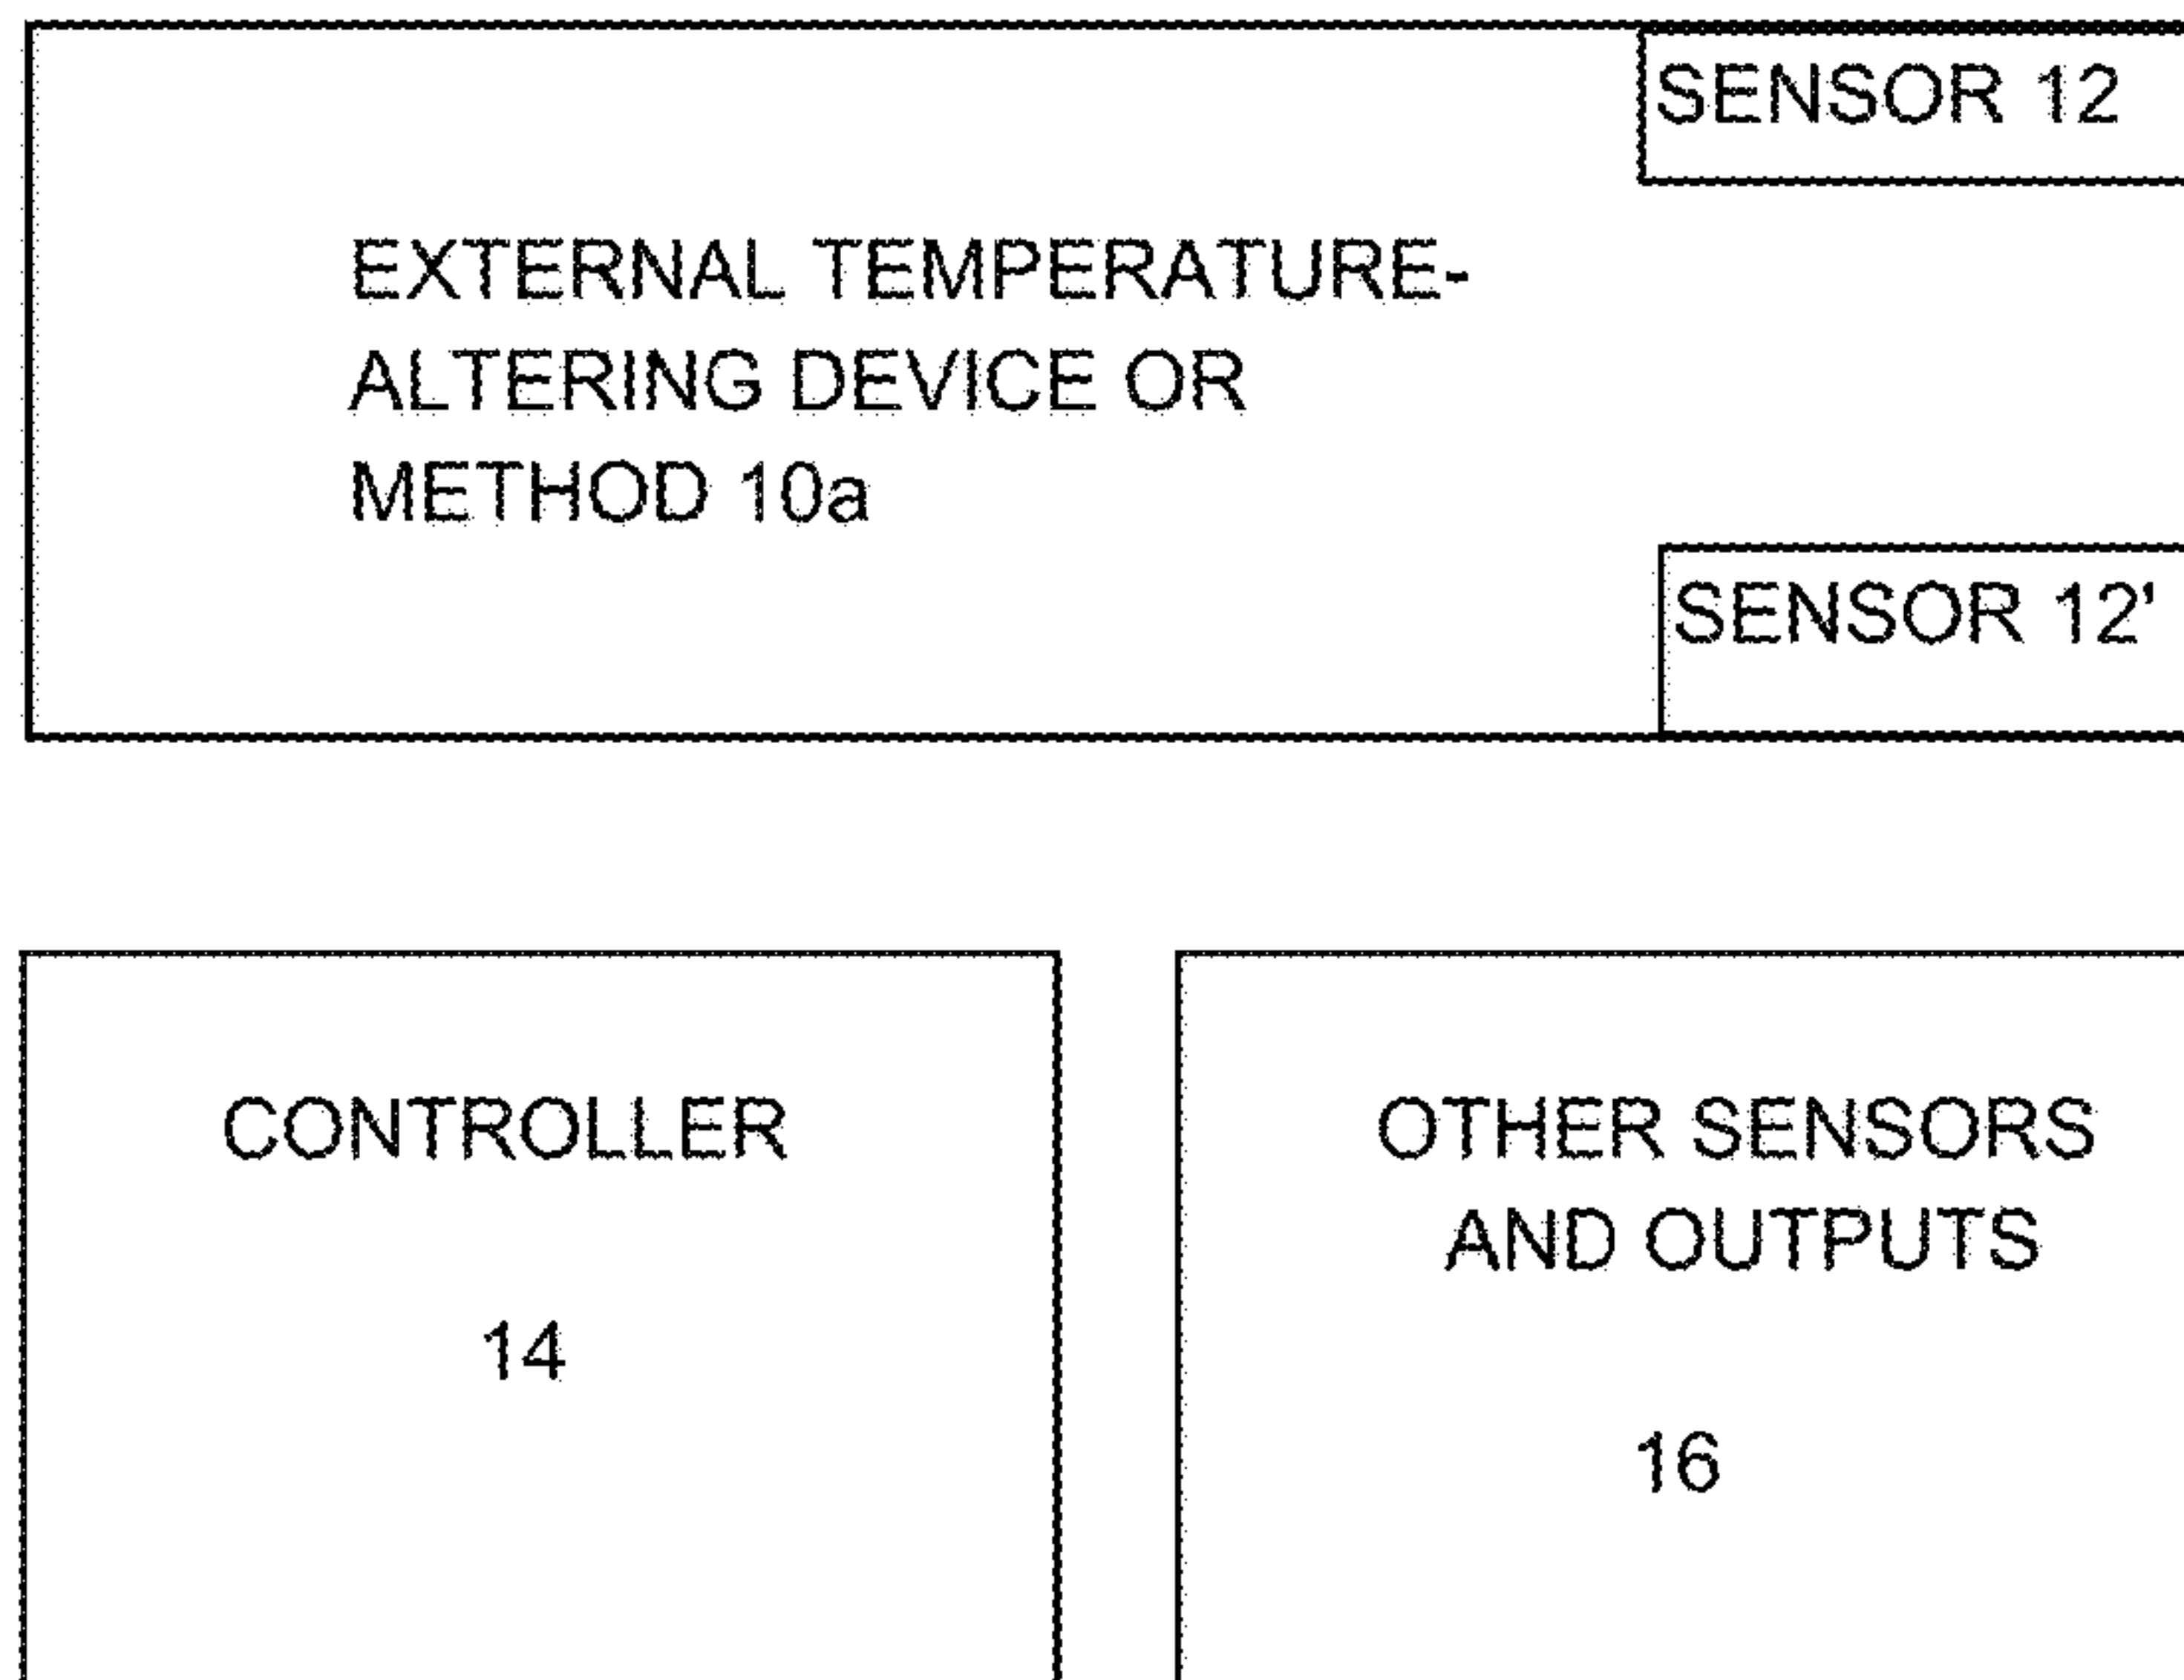 SENSOR 12
EXTERNAL TEMPERATURE-
ALTERING DEVICE OR
METHOD 10a
SENSOR 12'
CONTROLLER
14
OTHER SENSORS
AND OUTPUTS
16